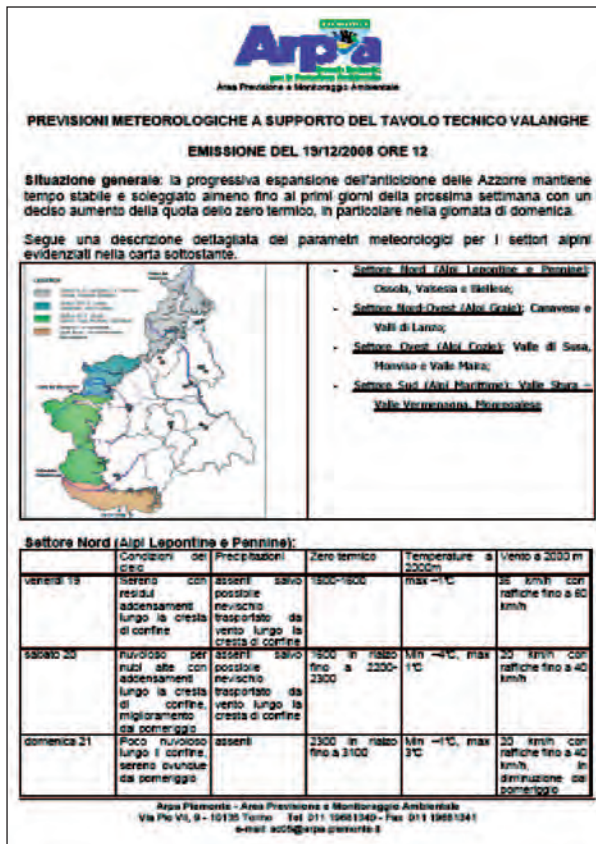 Arpa
Area Previsione e Monitoraggio Ambientale
PREVISIONI METEOROLOGICHE A SUPPORTO DEL TAVOLO TECNICO VALANGHE
EMISSIONE DEL 19/12/2008 ORE 12
Situazione generale: la progressiva espansione dell'anticiclone delle Azzorre mantiene
tempo stabile e soleggiato almeno fino ai primi giorni della prossima settimana con un
deciso aumento della quota dello zero termico, in particolare nella giornata di domenica.
Segue una descrizione dettagliata dei parametri meteorologici per i settori alpini
evidenziati nella carta sottostante.
- Settore Nord (Alpi Lepontine e Pennine):
Ossola, Valsesia e Biellese;
- Settore Nord-Ovest (Alpi Graie): Canavese e
Valli di Lanzo;
- Settore Ovest (Alpi Cozie): Valle di Susa,
Monviso e Valle Maira;
- Settore Sud (Alpi Marittime): Valle Stura –
Valle Vermenagna, Monregalese
Settore Nord (Alpi Lepontine e Pennine):
Condizioni del cielo
Precipitazioni
Zero termico
Temperature a 2000m
Vento a 2000 m
venerdì 19
Sereno con
residui
addensamenti
lungo la cresta
di confine
assenti salvo
possibile
nevischio
trasportato da
vento lungo la
cresta di confine
1500-1600
max –1°C
35 km/h con
raffiche fino a 60
km/h
sabato 20
nuvoloso per
nubi alte con
addensamenti
lungo la cresta
di confine,
miglioramento
dal pomeriggio
assenti salvo
possibile
nevischio
trasportato da
vento lungo la
cresta di confine
1600 in rialzo
fino a 2200-
2300
Min –4°C, max
1°C
20 km/h con
raffiche fino a 40
km/h
domenica 21
Poco nuvoloso
lungo il confine,
sereno ovunque
dal pomeriggio
assenti
2300 in rialzo
fino a 3100
Min –1°C, max
3°C
20 km/h con
raffiche fino a 40
km/h, in
diminuzione dal
pomeriggio
Arpa Piemonte - Area Previsione e Monitoraggio Ambientale
Via Pio VII, 9 - 10135 Torino Tel 011 19681340 - Fax 011 19681341
e-mail